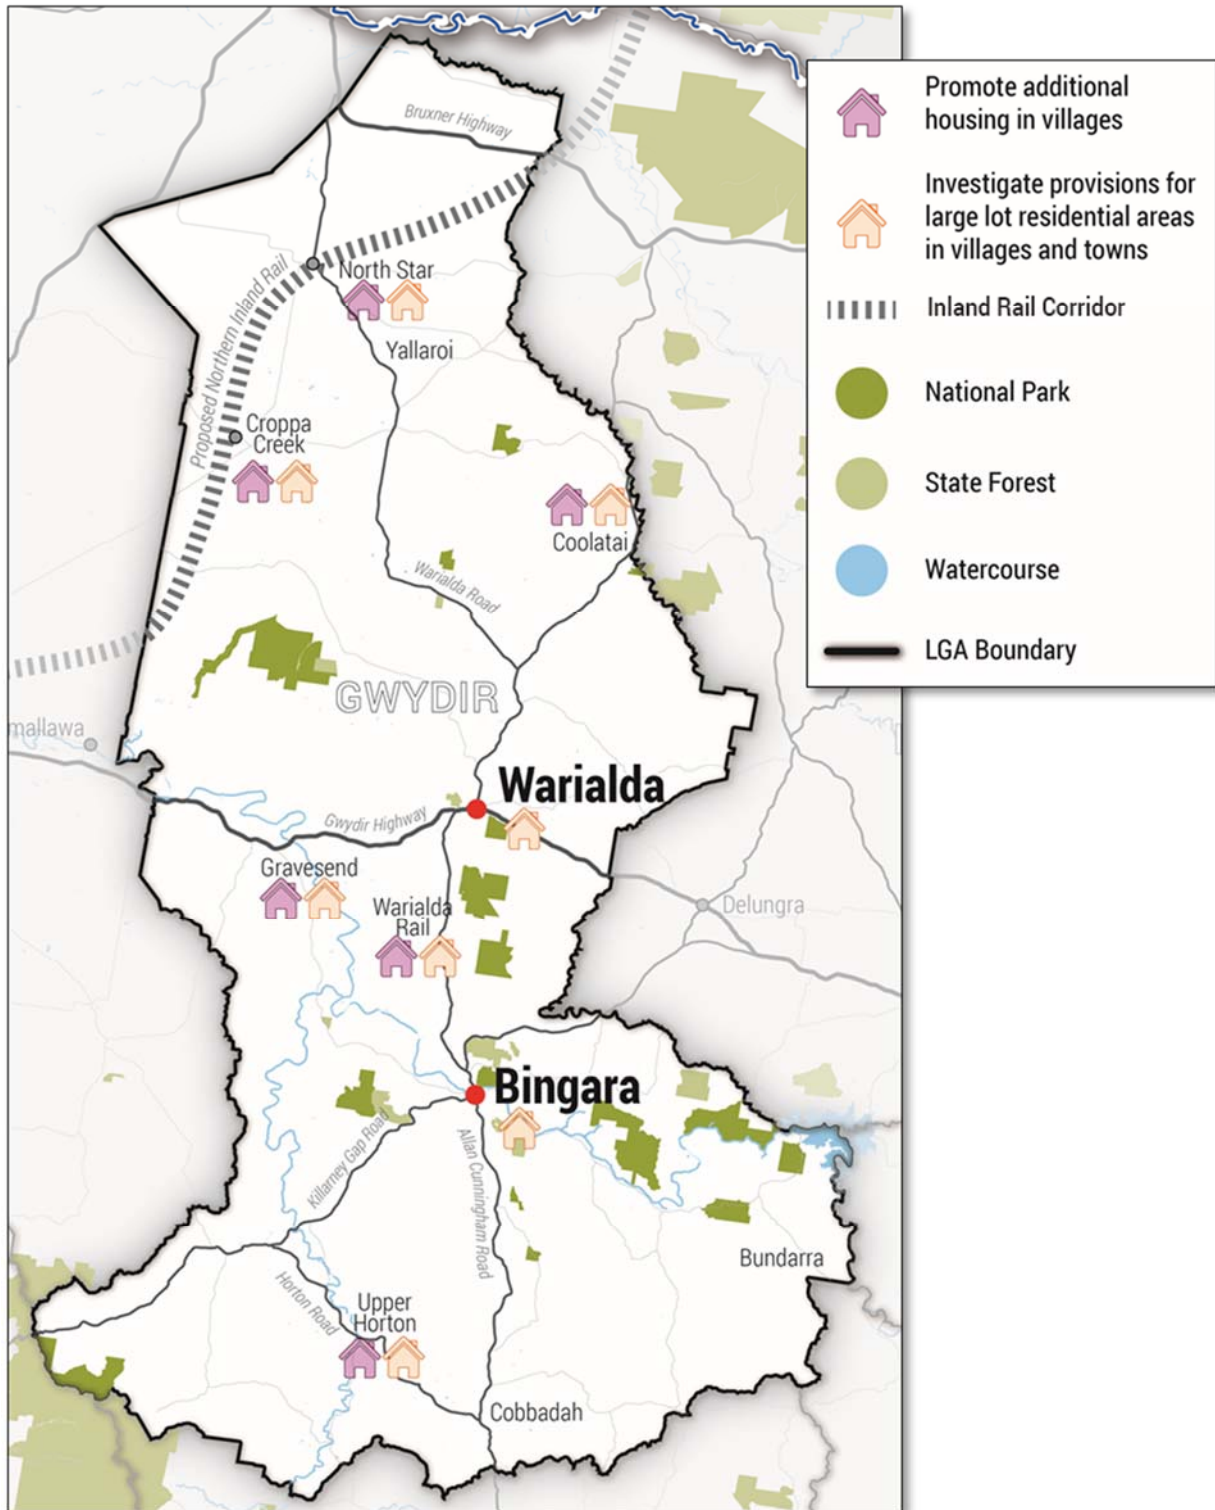 Promote additional
housing in villages
Investigate provisions for
large lot residential areas
in villages and towns
Inland Rail Corridor
National Park
State Forest
Watercourse
LGA Boundary
Bruxner Highway
Proposed Northern Inland Rail
North Star
Yallaroi
Croppa
Creek
Coolatai
Warialda Road
GWYDIR
mallawa
Warialda
Gwydir Highway
Gravesend
Warialda
Rail
Delungra
Bingara
Killarney Gap Road
Allan Cunningham Road
Bundarra
Horton Road
Upper
Horton
Cobbadah